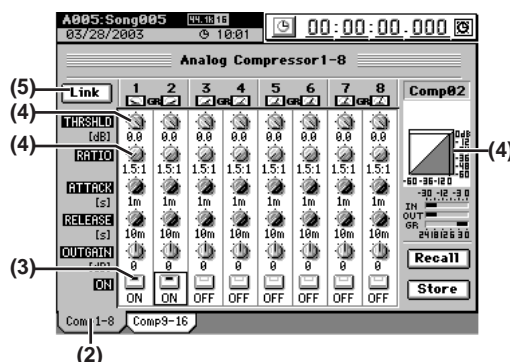 A005:Song005 44.1k 16
03/28/2003 10:01 00:00:00.000
Analog Compressor1-8
(5) Link 1 2 3 4 5 6 7 8 Comp02
GR GR GR GR
(4) THRSHLD
[dB] 0.0 0.0 0.0 0.0 0.0 0.0 0.0 0.0
(4) RATIO
1.5:1 1.5:1 1.5:1 1.5:1 1.5:1 1.5:1 1.5:1 1.5:1
0dB
-12
-36
-48
-60
(4)
-60 -36 -12 0
ATTACK
[s] 1m 1m 1m 1m 1m 1m 1m 1m
-30 -12 -3 0
IN
OUT
GR
24 18 12 6 3 0
RELEASE
[s] 10m 10m 10m 10m 10m 10m 10m 10m
OUTGAIN
[dB] 0 0 0 0 0 0 0 0
Recall
(3) ON
ON ON OFF OFF OFF OFF OFF OFF
Store
Comp1-8 Comp9-16
(2)